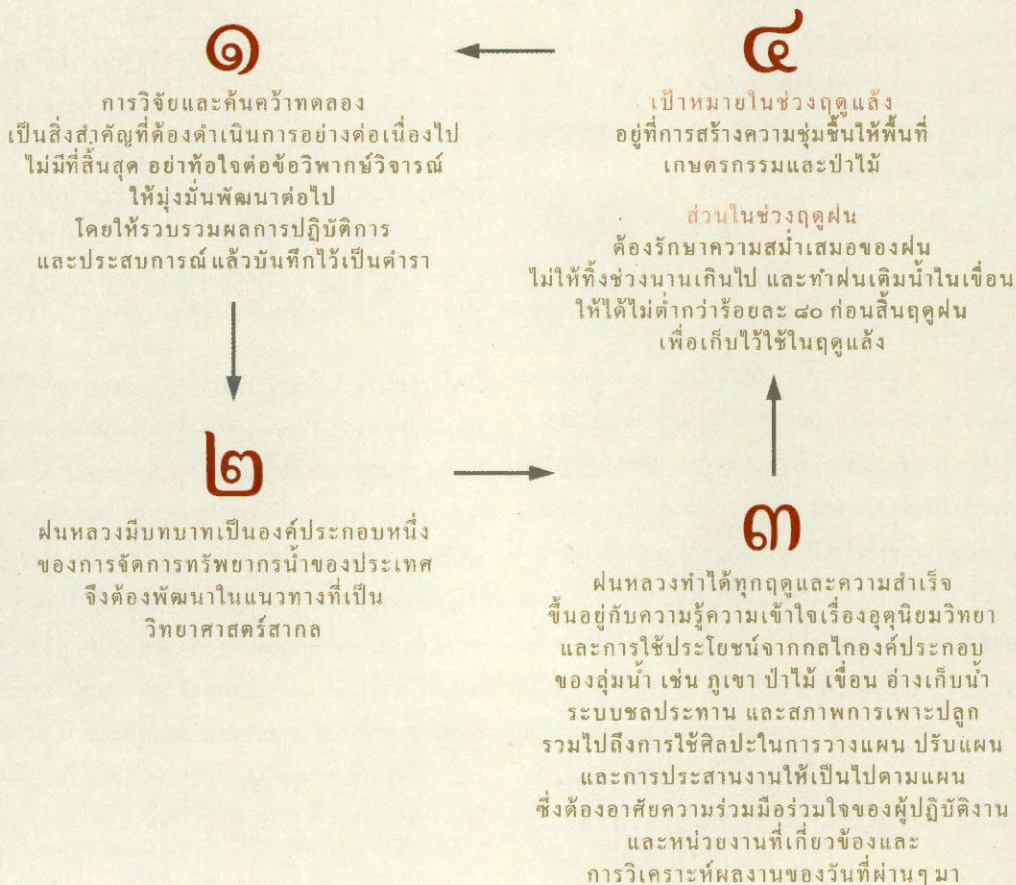 ๑
การวิจัยและค้นคว้าทดลอง
เป็นสิ่งสำคัญที่ต้องดำเนินการอย่างต่อเนื่องไป
ไม่มีที่สิ้นสุด อย่าท้อใจต่อข้อวิพากษ์วิจารณ์
ให้มุ่งมั่นพัฒนาต่อไป
โดยให้รวบรวมผลการปฏิบัติการ
และประสบการณ์ แล้วบันทึกไว้เป็นตำรา
๒
ฝนหลวงมีบทบาทเป็นองค์ประกอบหนึ่ง
ของการจัดการทรัพยากรน้ำของประเทศ
จึงต้องพัฒนาในแนวทางที่เป็น
วิทยาศาสตร์สากล
๓
ฝนหลวงทำได้ทุกฤดูและความสำเร็จ
ขึ้นอยู่กับความรู้ความเข้าใจเรื่องอุตุนิยมวิทยา
และการใช้ประโยชน์จากกลไกองค์ประกอบ
ของลุ่มน้ำ เช่น ภูเขา ป่าไม้ เขื่อน อ่างเก็บน้ำ
ระบบชลประทาน และสภาพการเพาะปลูก
รวมไปถึงการใช้ศิลปะในการวางแผน ปรับแผน
และการประสานงานให้เป็นไปตามแผน
ซึ่งต้องอาศัยความร่วมมือร่วมใจของผู้ปฏิบัติงาน
และหน่วยงานที่เกี่ยวข้องและ
การวิเคราะห์ผลงานของวันที่ผ่านๆ มา
๔
เป้าหมายในช่วงฤดูแล้ง
อยู่ที่การสร้างความชุ่มชื้นให้พื้นที่
เกษตรกรรมและป่าไม้
ส่วนในช่วงฤดูฝน
ต้องรักษาความสม่ำเสมอของฝน
ไม่ให้ทิ้งช่วงนานเกินไป และทำฝนเติมน้ำในเขื่อน
ให้ได้ไม่ต่ำกว่าร้อยละ ๘๐ ก่อนสิ้นฤดูฝน
เพื่อเก็บไว้ใช้ในฤดูแล้ง